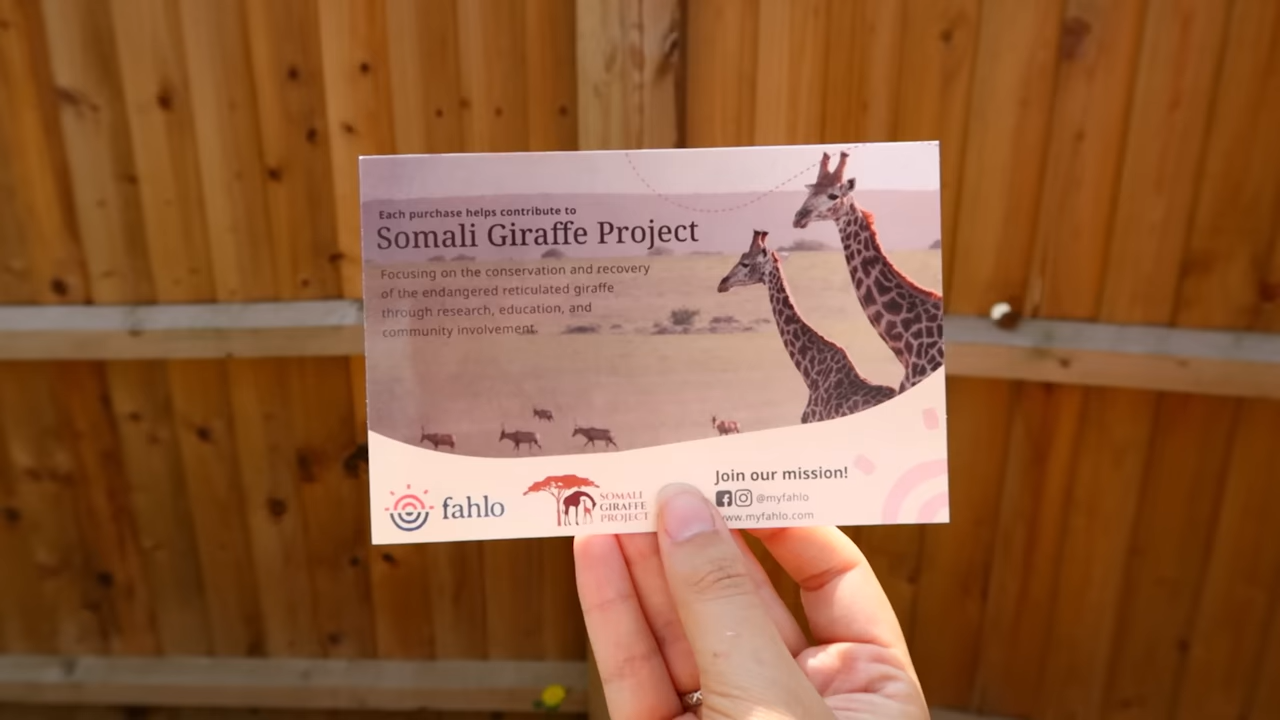 Each purchase helps contribute to
Somali Giraffe Project
Focusing on the conservation and recovery
of the endangered reticulated giraffe
through research, education, and
community involvement.
fahlo
SOMALI
GIRAFFE
PROJECT
Join our mission!
@myfahlo
www.myfahlo.com